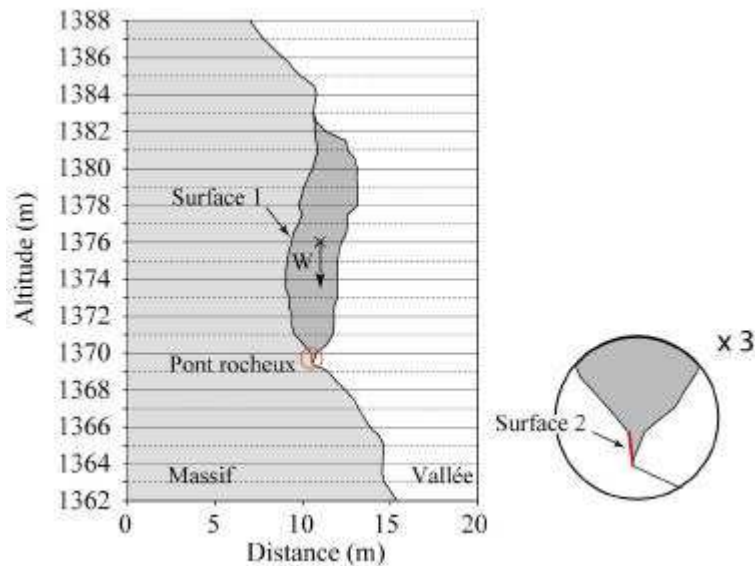 1388
1386
1384
1382
1380
1378
1376
1374
1372
1370
1368
1366
1364
1362
Altitude (m)
Surface 1
W
Pont rocheux
Massif
Vallée
0
5
10
15
20
Distance (m)
x 3
Surface 2